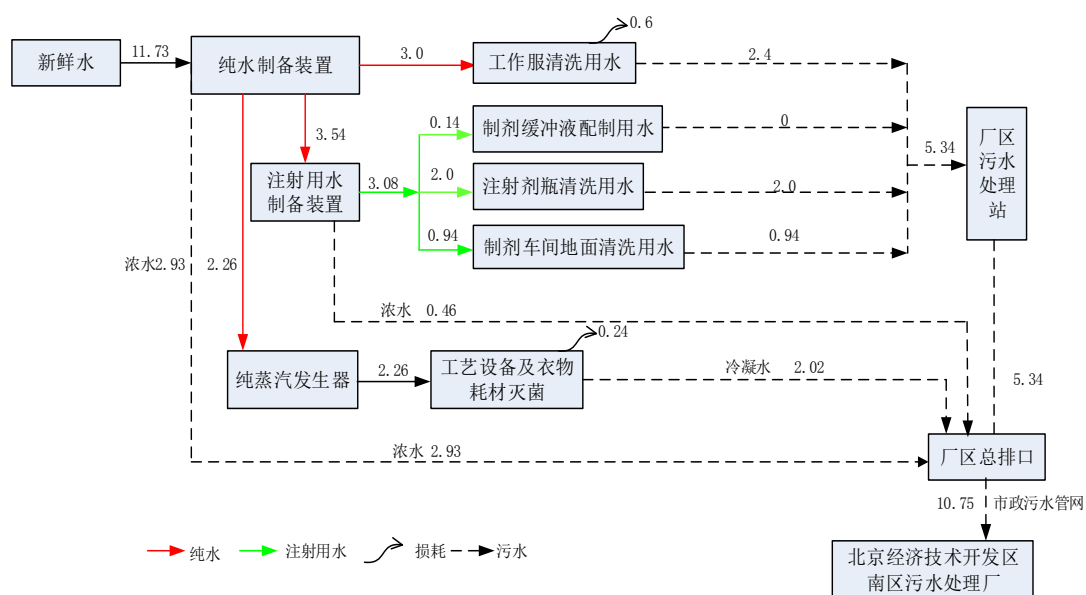 0.6
新鲜水
11.73
纯水制备装置
3.0
工作服清洗用水
2.4
3.54
0.14
制剂缓冲液配制用水
0
5.34
厂区
污水
处理
站
注射用水
制备装置
3.08
2.0
注射剂瓶清洗用水
2.0
0.94
制剂车间地面清洗用水
0.94
浓水2.93
2.26
浓水 0.46
0.24
纯蒸汽发生器
2.26
工艺设备及衣物
耗材灭菌
冷凝水 2.02
5.34
浓水 2.93
厂区总排口
10.75
市政污水管网
纯水
注射用水
损耗
污水
北京经济技术开发区
南区污水处理厂